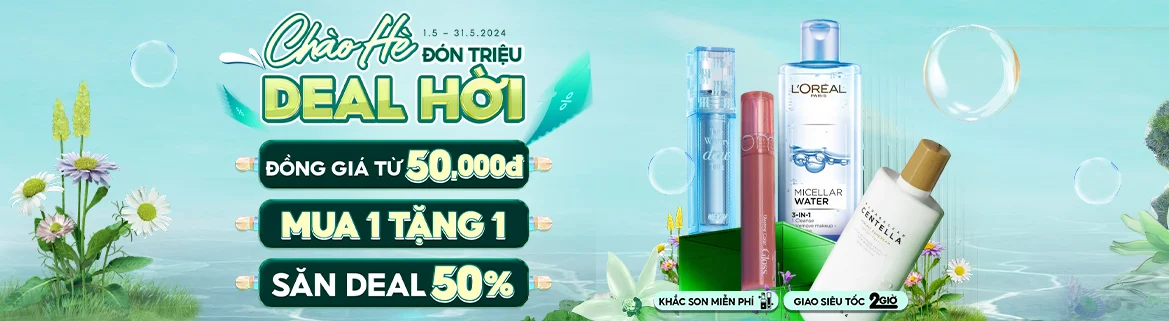 Chào Hè
1.5 – 31.5.2024
ĐÓN TRIỆU
DEAL HỜI
%
ĐỒNG GIÁ TỪ 50,000đ
MUA 1 TẶNG 1
SĂN DEAL 50%
L'ORÉAL
PARIS
MICELLAR
WATER
3-IN-1
CENTELLA
Gloss
KHẮC SON MIỄN PHÍ
GIAO SIÊU TỐC 2GIỜ